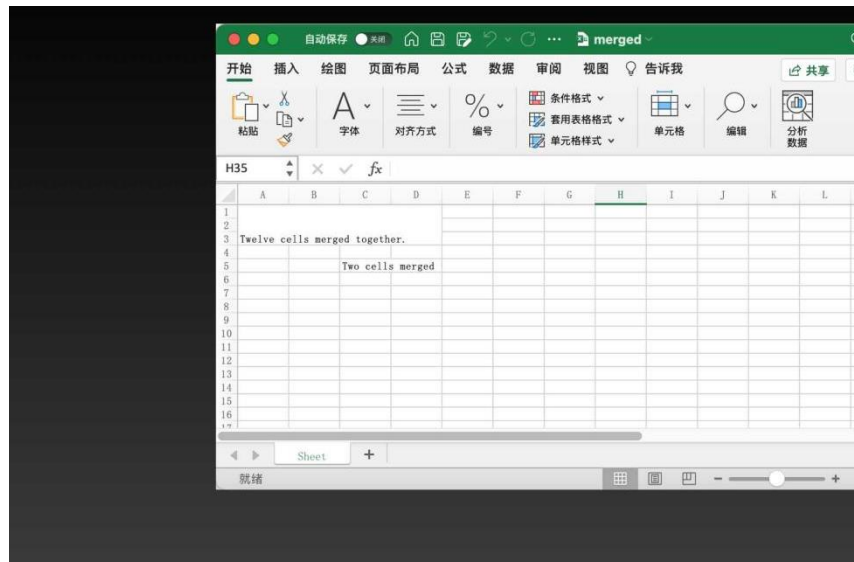 自动保存 关闭 merged
开始 插入 绘图 页面布局 公式 数据 审阅 视图 告诉我 共享
粘贴 字体 对齐方式 编号 条件格式 套用表格格式 单元格样式 单元格 编辑 分析数据
H35 fx
A B C D E F G H I J K L
1
2
3 Twelve cells merged together.
4
5 Two cells merged
6
7
8
9
10
11
12
13
14
15
16
17
Sheet
就绪